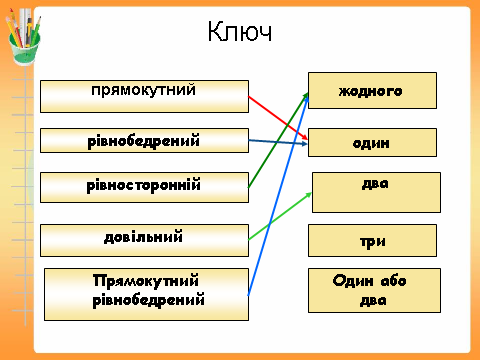 Ключ
прямокутний
рівнобедрений
рівносторонній
довільний
Прямокутний
рівнобедрений
жодного
один
два
три
Один або
два